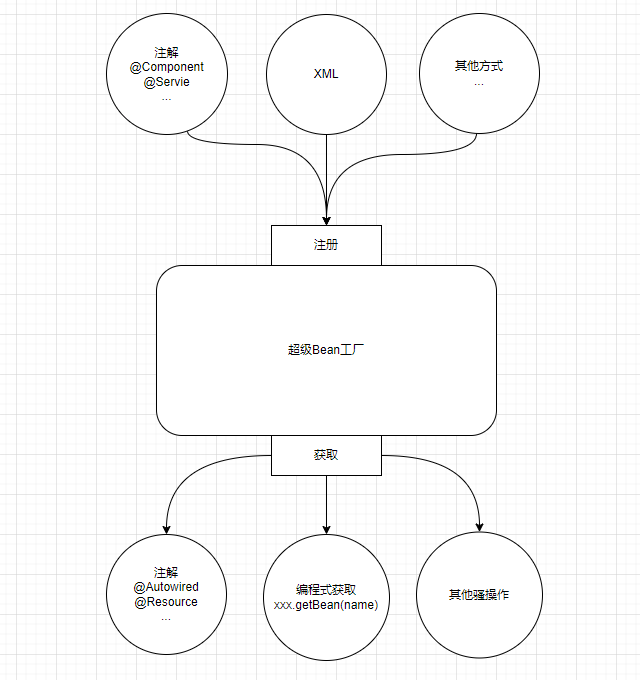 注解
@Component
@Servie
...
XML
其他方式
...
注册
超级Bean工厂
获取
注解
@Autowired
@Resource
...
编程式获取
xxx.getBean(name)
其他骚操作